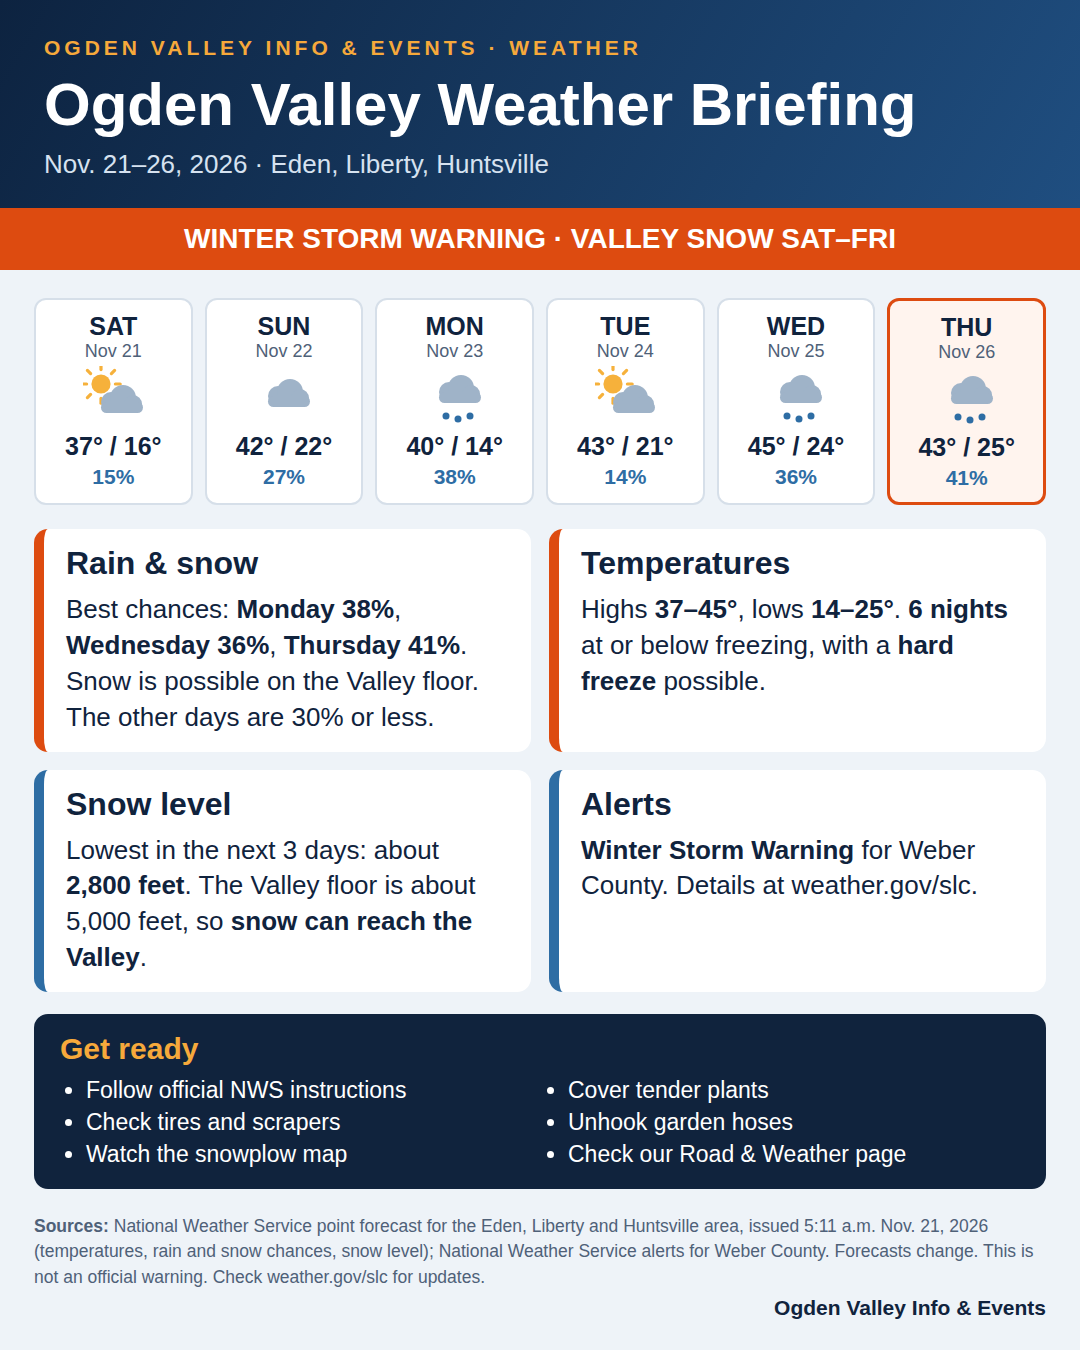 OGDEN VALLEY INFO & EVENTS · WEATHER
Ogden Valley Weather Briefing
Nov. 21–26, 2026 · Eden, Liberty, Huntsville
WINTER STORM WARNING · VALLEY SNOW SAT–FRI
SAT
Nov 21
37° / 16°
15%
SUN
Nov 22
42° / 22°
27%
MON
Nov 23
40° / 14°
38%
TUE
Nov 24
43° / 21°
14%
WED
Nov 25
45° / 24°
36%
THU
Nov 26
43° / 25°
41%
Rain & snow
Best chances: Monday 38%,
Wednesday 36%, Thursday 41%.
Snow is possible on the Valley floor.
The other days are 30% or less.
Temperatures
Highs 37–45°, lows 14–25°. 6 nights
at or below freezing, with a hard
freeze possible.
Snow level
Lowest in the next 3 days: about
2,800 feet. The Valley floor is about
5,000 feet, so snow can reach the
Valley.
Alerts
Winter Storm Warning for Weber
County. Details at weather.gov/slc.
Get ready
• Follow official NWS instructions
• Check tires and scrapers
• Watch the snowplow map
• Cover tender plants
• Unhook garden hoses
• Check our Road & Weather page
Sources: National Weather Service point forecast for the Eden, Liberty and Huntsville area, issued 5:11 a.m. Nov. 21, 2026
(temperatures, rain and snow chances, snow level); National Weather Service alerts for Weber County. Forecasts change. This is
not an official warning. Check weather.gov/slc for updates.
Ogden Valley Info & Events